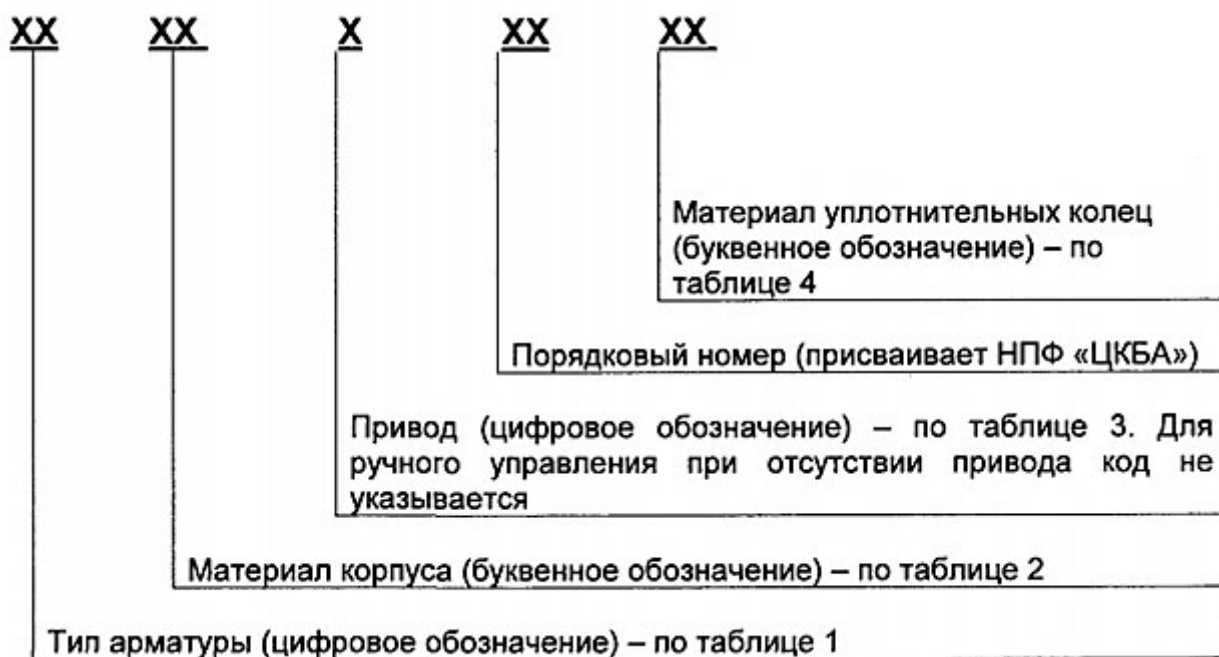 XX XX X XX XX
Материал уплотнительных колец
(буквенное обозначение) – по
таблице 4
Порядковый номер (присваивает НПФ «ЦКБА»)
Привод (цифровое обозначение) – по таблице 3. Для
ручного управления при отсутствии привода код не
указывается
Материал корпуса (буквенное обозначение) – по таблице 2
Тип арматуры (цифровое обозначение) – по таблице 1